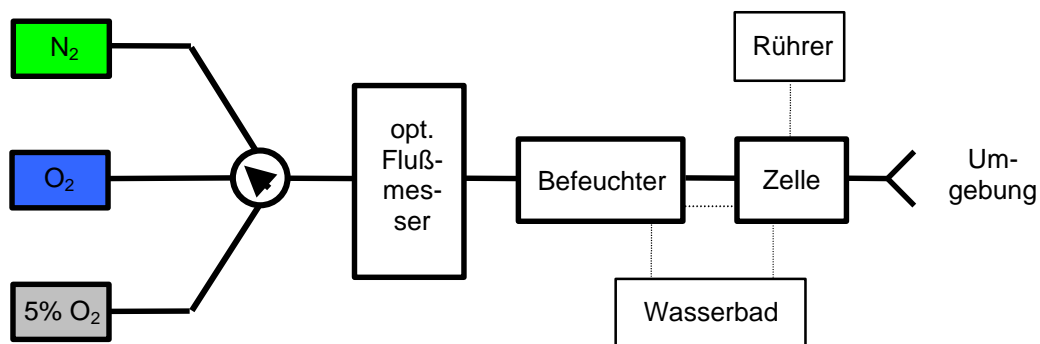 N₂
O₂
5% O₂
opt.
Fluß-
mes-
ser
Befeuchter
Rührer
Zelle
Wasserbad
Um-
gebung